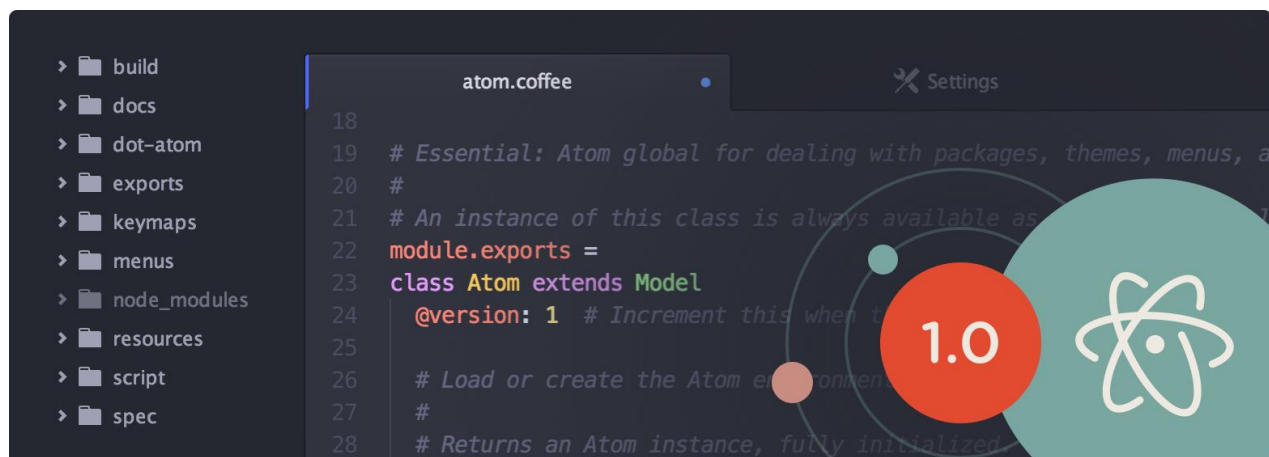 build
docs
dot-atom
exports
keymaps
menus
node_modules
resources
script
spec
atom.coffee
Settings
18
19 # Essential: Atom global for dealing with packages, themes, menus,
20 #
21 # An instance of this class is always available as
22 module.exports =
23 class Atom extends Model
24 @version: 1 # Increment this when
25
26 # Load or create the Atom
27 #
28 # Returns an Atom instance, fully initialized.
1.0